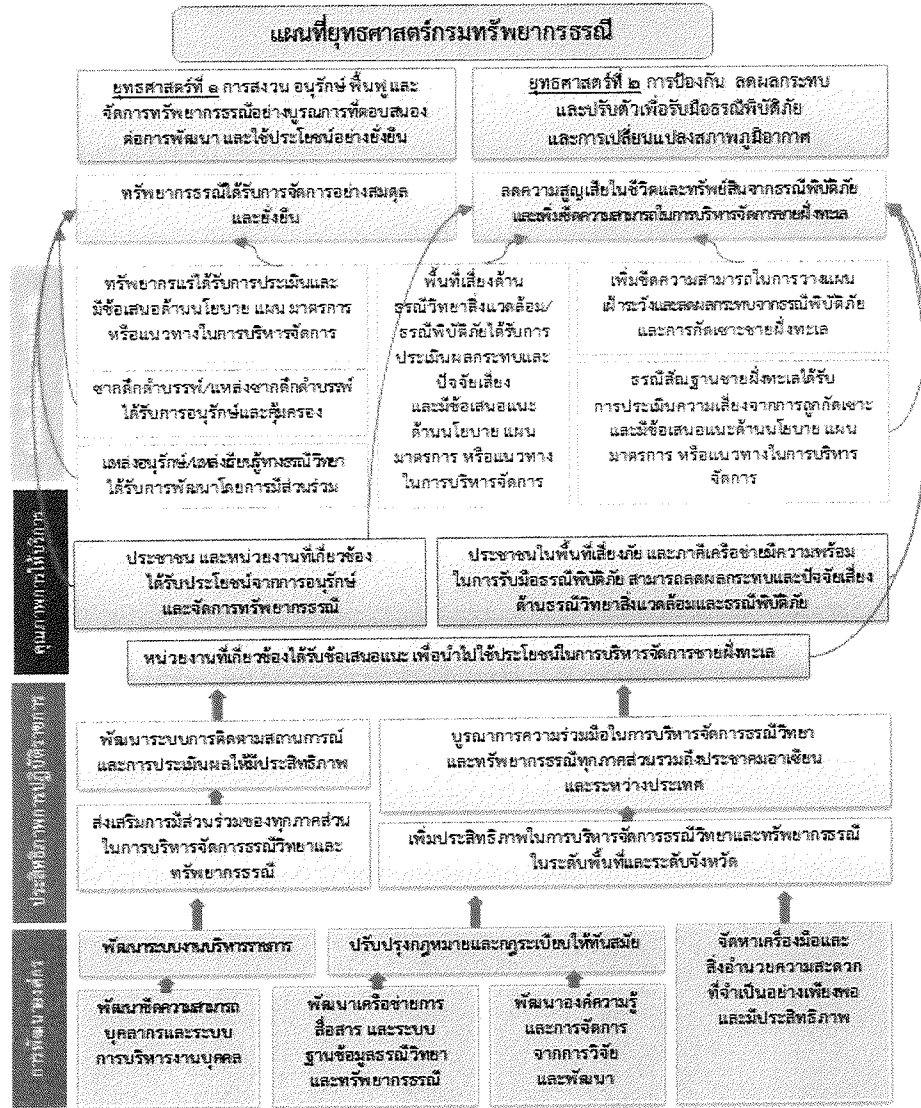 แผนที่ยุทธศาสตร์กรมทรัพยากรธรณี
ยุทธศาสตร์ที่ ๑ การสงวน อนุรักษ์ ฟื้นฟู และ
จัดการทรัพยากรธรณีอย่างบูรณการที่ตอบสนอง
ต่อการพัฒนา และใช้ประโยชน์อย่างยั่งยืน
ยุทธศาสตร์ที่ ๒ การป้องกัน ลดผลกระทบ
และปรับตัวเพื่อรับมือธรณีพิบัติภัย
และการเปลี่ยนแปลงสภาพภูมิอากาศ
ทรัพยากรธรณีได้รับการจัดการอย่างสมดุล
และยั่งยืน
ลดความสูญเสียในชีวิตและทรัพย์สินจากธรณีพิบัติภัย
และเพิ่มขีดความสามารถในการบริหารจัดการชายฝั่งทะเล
ทรัพยากรแร่ได้รับการประเมินและ
มีข้อเสนอด้านนโยบาย แผน มาตรการ
หรือแนวทางในการบริหารจัดการ
ซากดึกดำบรรพ์/แหล่งซากดึกดำบรรพ์
ได้รับการอนุรักษ์และคุ้มครอง
แหล่งอนุรักษ์/แหล่งเรียนรู้ทางธรณีวิทยา
ได้รับการพัฒนาโดยการมีส่วนร่วม
พื้นที่เสี่ยงด้าน
ธรณีวิทยาสิ่งแวดล้อม/
ธรณีพิบัติภัยได้รับการ
ประเมินผลกระทบและ
ปัจจัยเสี่ยง
และมีข้อเสนอแนะ
ด้านนโยบาย แผน
มาตรการ หรือแนวทาง
ในการบริหารจัดการ
เพิ่มขีดความสามารถในการวางแผน
เฝ้าระวังและลดผลกระทบจากธรณีพิบัติภัย
และการกัดเซาะชายฝั่งทะเล
ธรณีสัณฐานชายฝั่งทะเลได้รับ
การประเมินความเสี่ยงจากการถูกกัดเซาะ
และมีข้อเสนอแนะด้านนโยบาย แผน
มาตรการ หรือแนวทางในการบริหาร
จัดการ
คุณภาพการให้บริการ
ประชาชน และหน่วยงานที่เกี่ยวข้อง
ได้รับประโยชน์จากการอนุรักษ์
และจัดการทรัพยากรธรณี
ประชาชนในพื้นที่เสี่ยงภัย และภาคีเครือข่ายมีความพร้อม
ในการรับมือธรณีพิบัติภัย สามารถลดผลกระทบและปัจจัยเสี่ยง
ด้านธรณีวิทยาสิ่งแวดล้อมและธรณีพิบัติภัย
หน่วยงานที่เกี่ยวข้องได้รับข้อเสนอแนะ เพื่อนำไปใช้ประโยชน์ในการบริหารจัดการชายฝั่งทะเล
ประสิทธิภาพการปฏิบัติราชการ
พัฒนาระบบการติดตามสถานการณ์
และการประเมินผลให้มีประสิทธิภาพ
บูรณาการความร่วมมือในการบริหารจัดการธรณีวิทยา
และทรัพยากรธรณีทุกภาคส่วนรวมถึงประชาคมอาเซียน
และระหว่างประเทศ
ส่งเสริมการมีส่วนร่วมของทุกภาคส่วน
ในการบริหารจัดการธรณีวิทยาและ
ทรัพยากรธรณี
เพิ่มประสิทธิภาพในการบริหารจัดการธรณีวิทยาและทรัพยากรธรณี
ในระดับพื้นที่และระดับจังหวัด
การพัฒนาองค์กร
พัฒนาระบบงานบริหารราชการ
ปรับปรุงกฎหมายและกฎระเบียบให้ทันสมัย
จัดหาเครื่องมือและ
สิ่งอำนวยความสะดวก
ที่จำเป็นอย่างเพียงพอ
และมีประสิทธิภาพ
พัฒนาขีดความสามารถ
บุคลากรและระบบ
การบริหารงานบุคคล
พัฒนาเครือข่ายการ
สื่อสาร และระบบ
ฐานข้อมูลธรณีวิทยา
และทรัพยากรธรณี
พัฒนาองค์ความรู้
และการจัดการ
จากการวิจัย
และพัฒนา